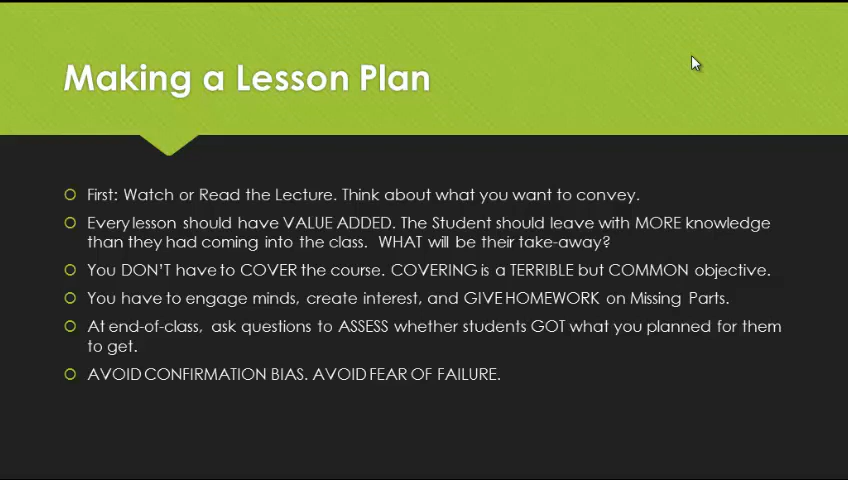 Making a Lesson Plan
First: Watch or Read the Lecture. Think about what you want to convey.
Every lesson should have VALUE ADDED. The Student should leave with MORE knowledge
than they had coming into the class. WHAT will be their take-away?
You DON'T have to COVER the course. COVERING is a TERRIBLE but COMMON objective.
You have to engage minds, create interest, and GIVE HOMEWORK on Missing Parts.
At end-of-class, ask questions to ASSESS whether students GOT what you planned for them
to get.
AVOID CONFIRMATION BIAS. AVOID FEAR OF FAILURE.